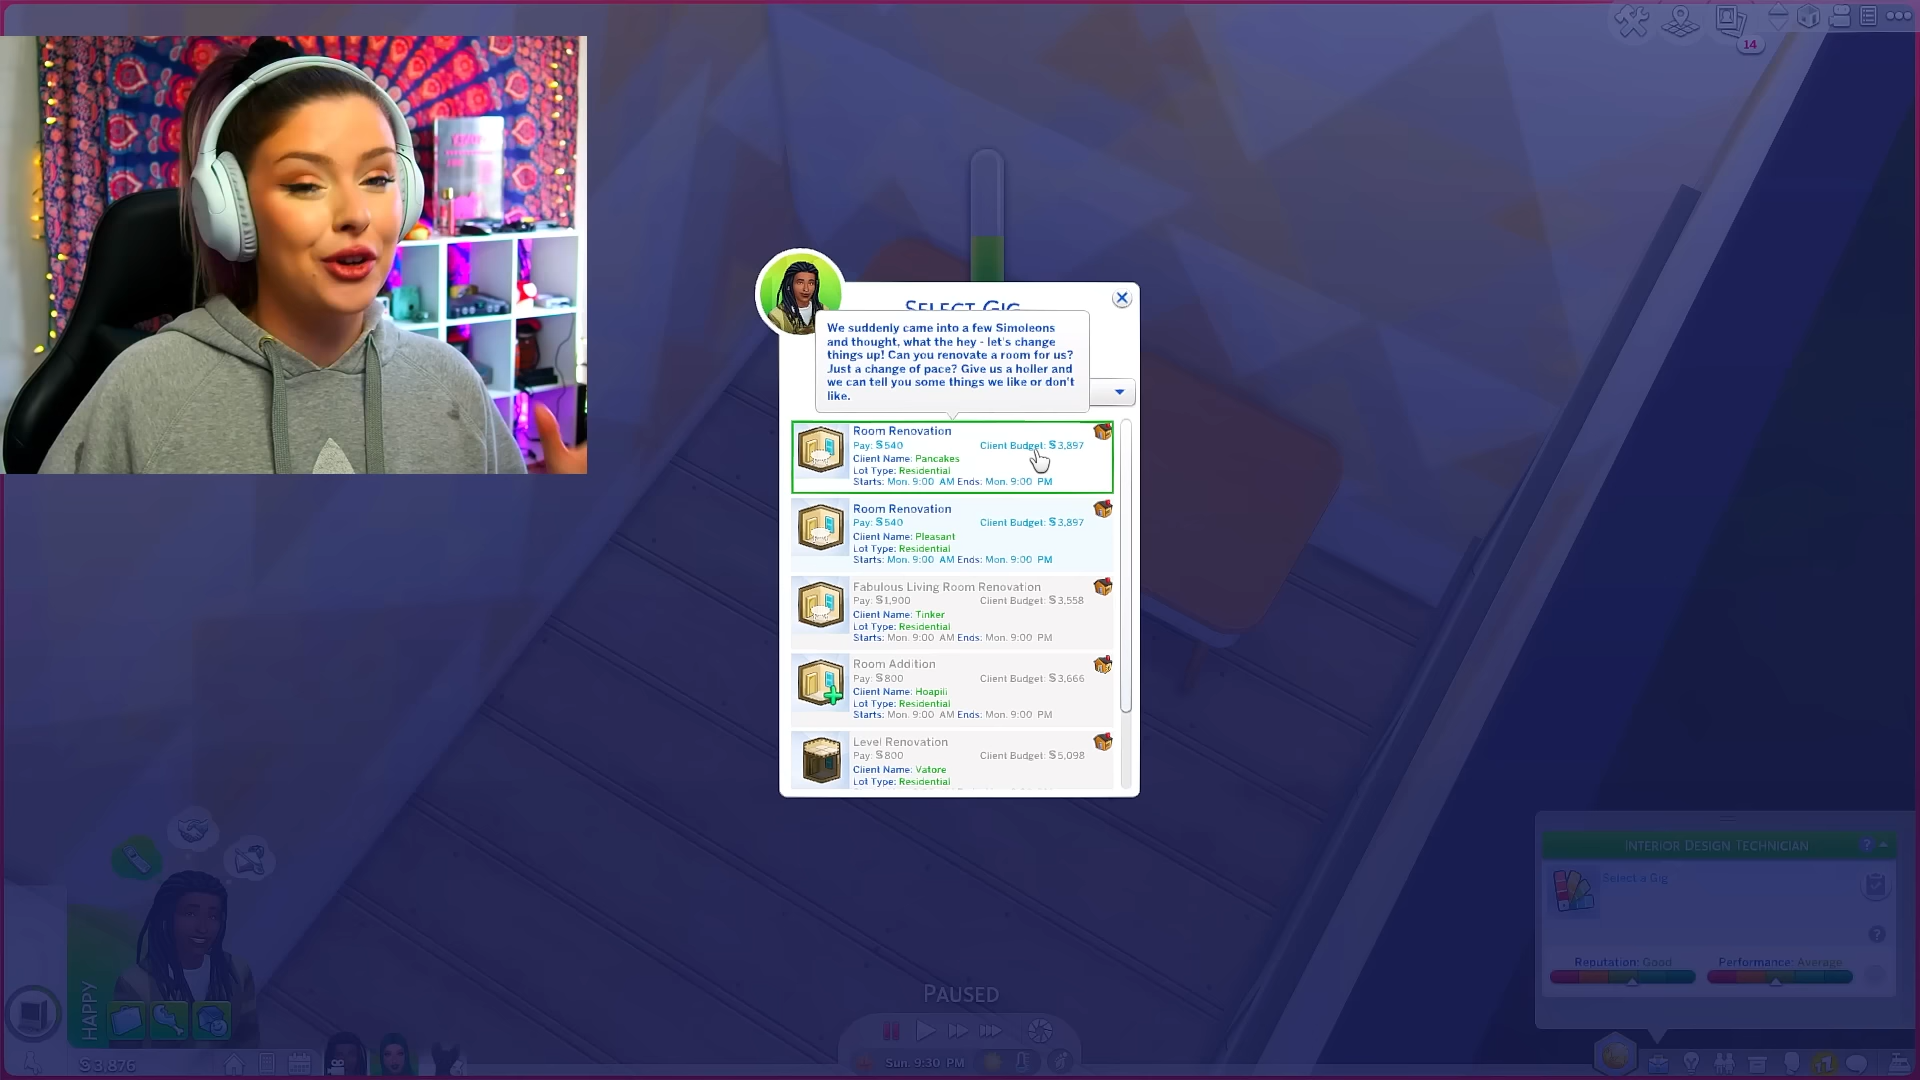 14
SELECT GIG
We suddenly came into a few Simoleons
and thought, what the hey - let's change
things up! Can you renovate a room for us?
Just a change of pace? Give us a holler and
we can tell you some things we like or don't
like.
Room Renovation
Pay: §540 Client Budget: §3,897
Client Name: Pancakes
Lot Type: Residential
Starts: Mon. 9:00 AM Ends: Mon. 9:00 PM
Room Renovation
Pay: §540 Client Budget: §3,897
Client Name: Pleasant
Lot Type: Residential
Starts: Mon. 9:00 AM Ends: Mon. 9:00 PM
Fabulous Living Room Renovation
Pay: §1,900 Client Budget: §3,558
Client Name: Tinker
Lot Type: Residential
Starts: Mon. 9:00 AM Ends: Mon. 9:00 PM
Room Addition
Pay: §800 Client Budget: §3,666
Client Name: Hoapili
Lot Type: Residential
Starts: Mon. 9:00 AM Ends: Mon. 9:00 PM
Level Renovation
Pay: §800 Client Budget: §5,098
Client Name: Vatore
Lot Type: Residential
INTERIOR DESIGN TECHNICIAN ?
Select a Gig
?
Reputation: Good Performance: Average
HAPPY
PAUSED
§3,876
Sun. 9:30 PM